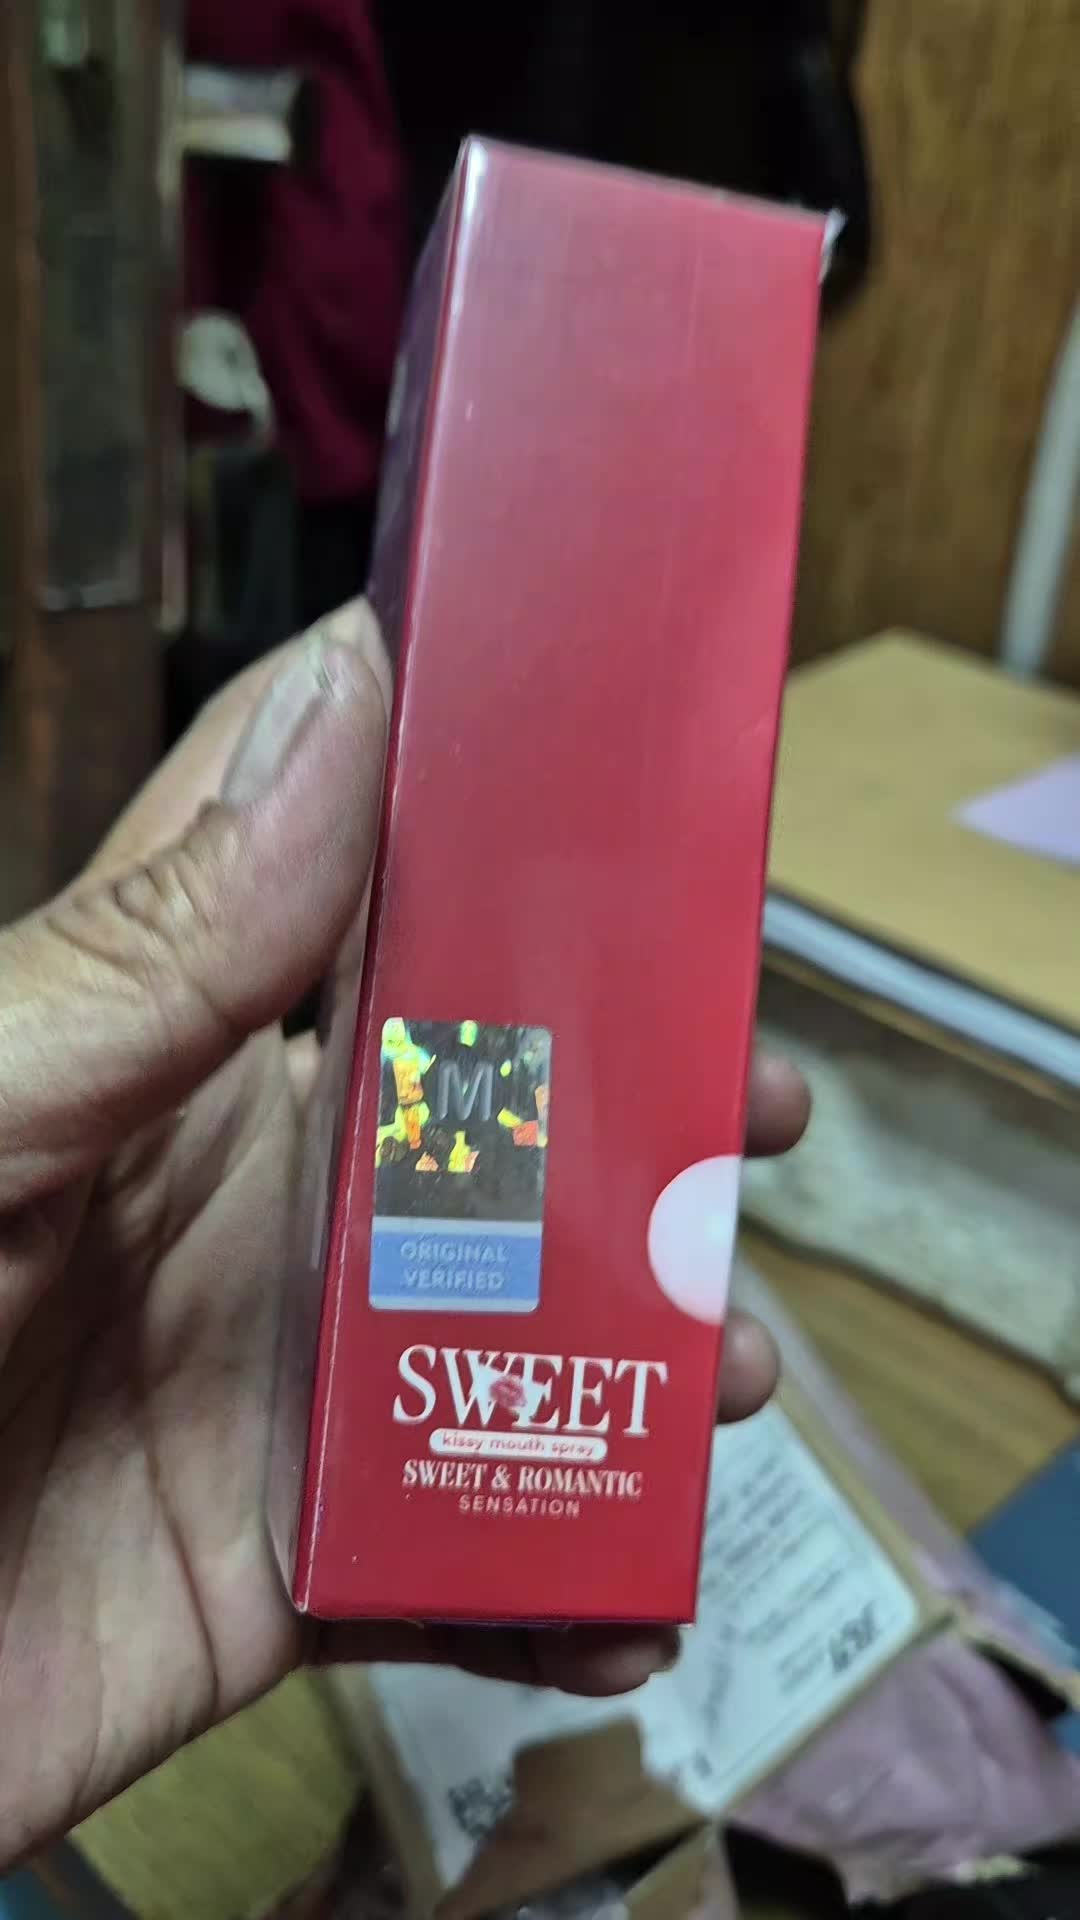 M
ORIGINAL
VERIFIED
SWEET
kissy mouth spray
SWEET & ROMANTIC
SENSATION